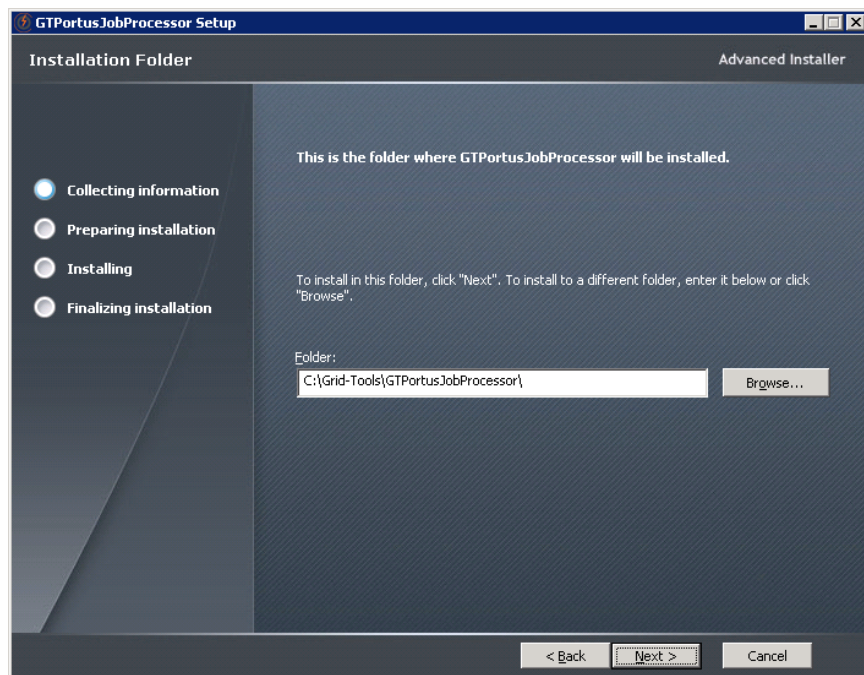 GTPortusJobProcessor Setup
Installation Folder
Advanced Installer
This is the folder where GTPortusJobProcessor will be installed.
Collecting information
Preparing installation
Installing
Finalizing installation
To install in this folder, click "Next". To install to a different folder, enter it below or click
"Browse".
Folder:
C:\Grid-Tools\GTPortusJobProcessor\
Browse...
< Back
Next >
Cancel